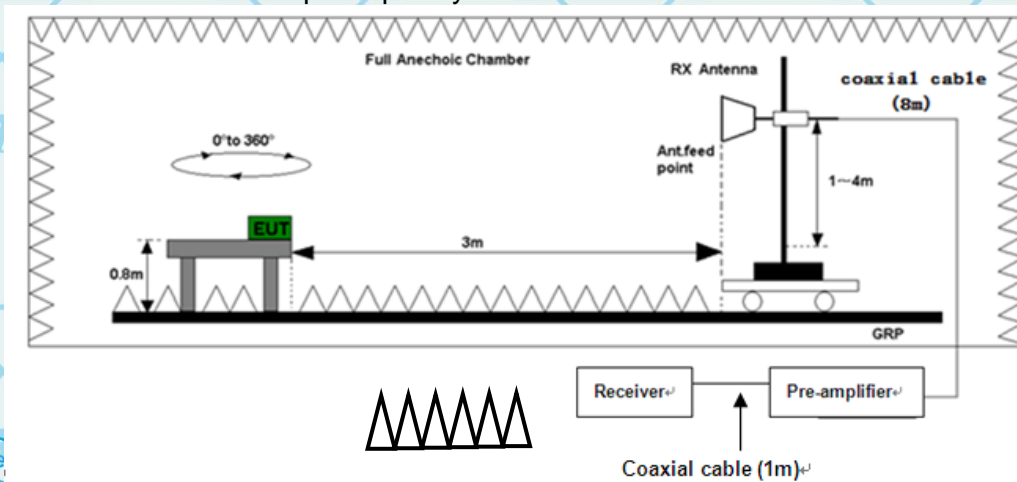 Full Anechoic Chamber
RX Antenna
coaxial cable
(8m)
0°to 360°
Ant.feed
point
1～4m
EUT
3m
0.8m
GRP
Receiver↵
Pre-amplifier↵
Coaxial cable (1m)↵